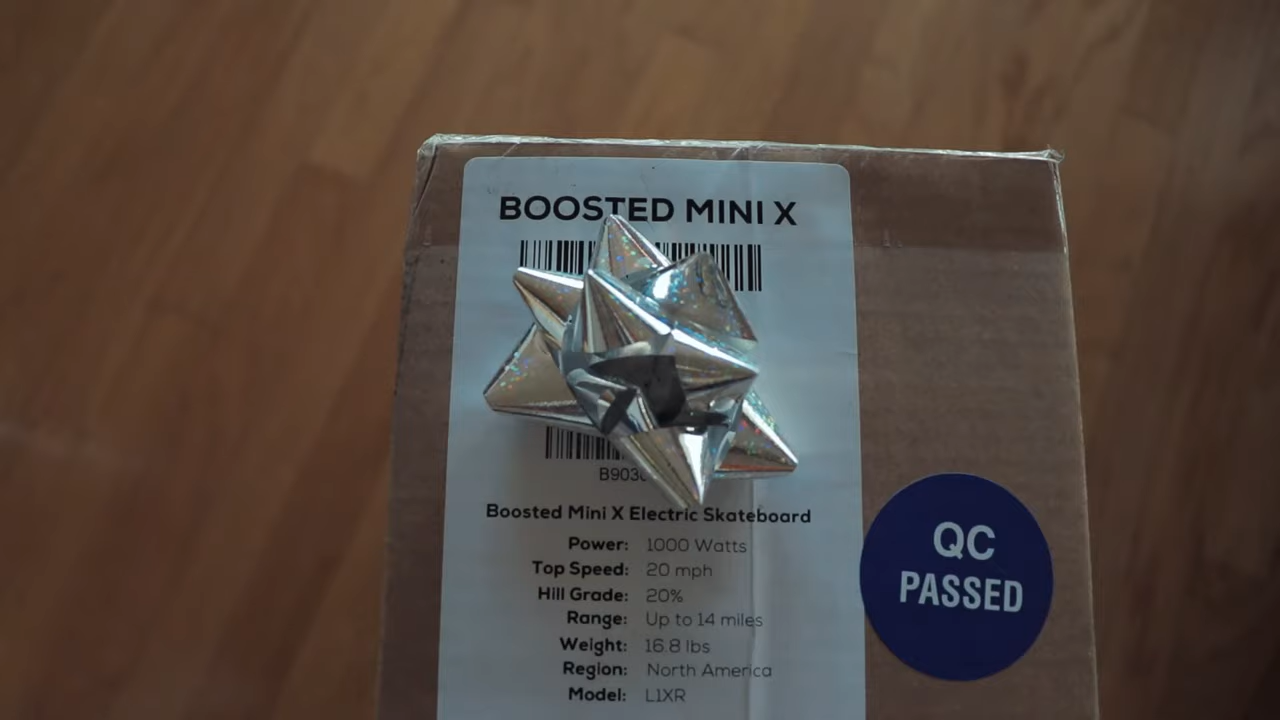 BOOSTED MINI X
Boosted Mini X Electric Skateboard
Power: 1000 Watts
Top Speed: 20 mph
Hill Grade: 20%
Range: Up to 14 miles
Weight: 16.8 lbs
Region: North America
Model: L1XR
QC
PASSED